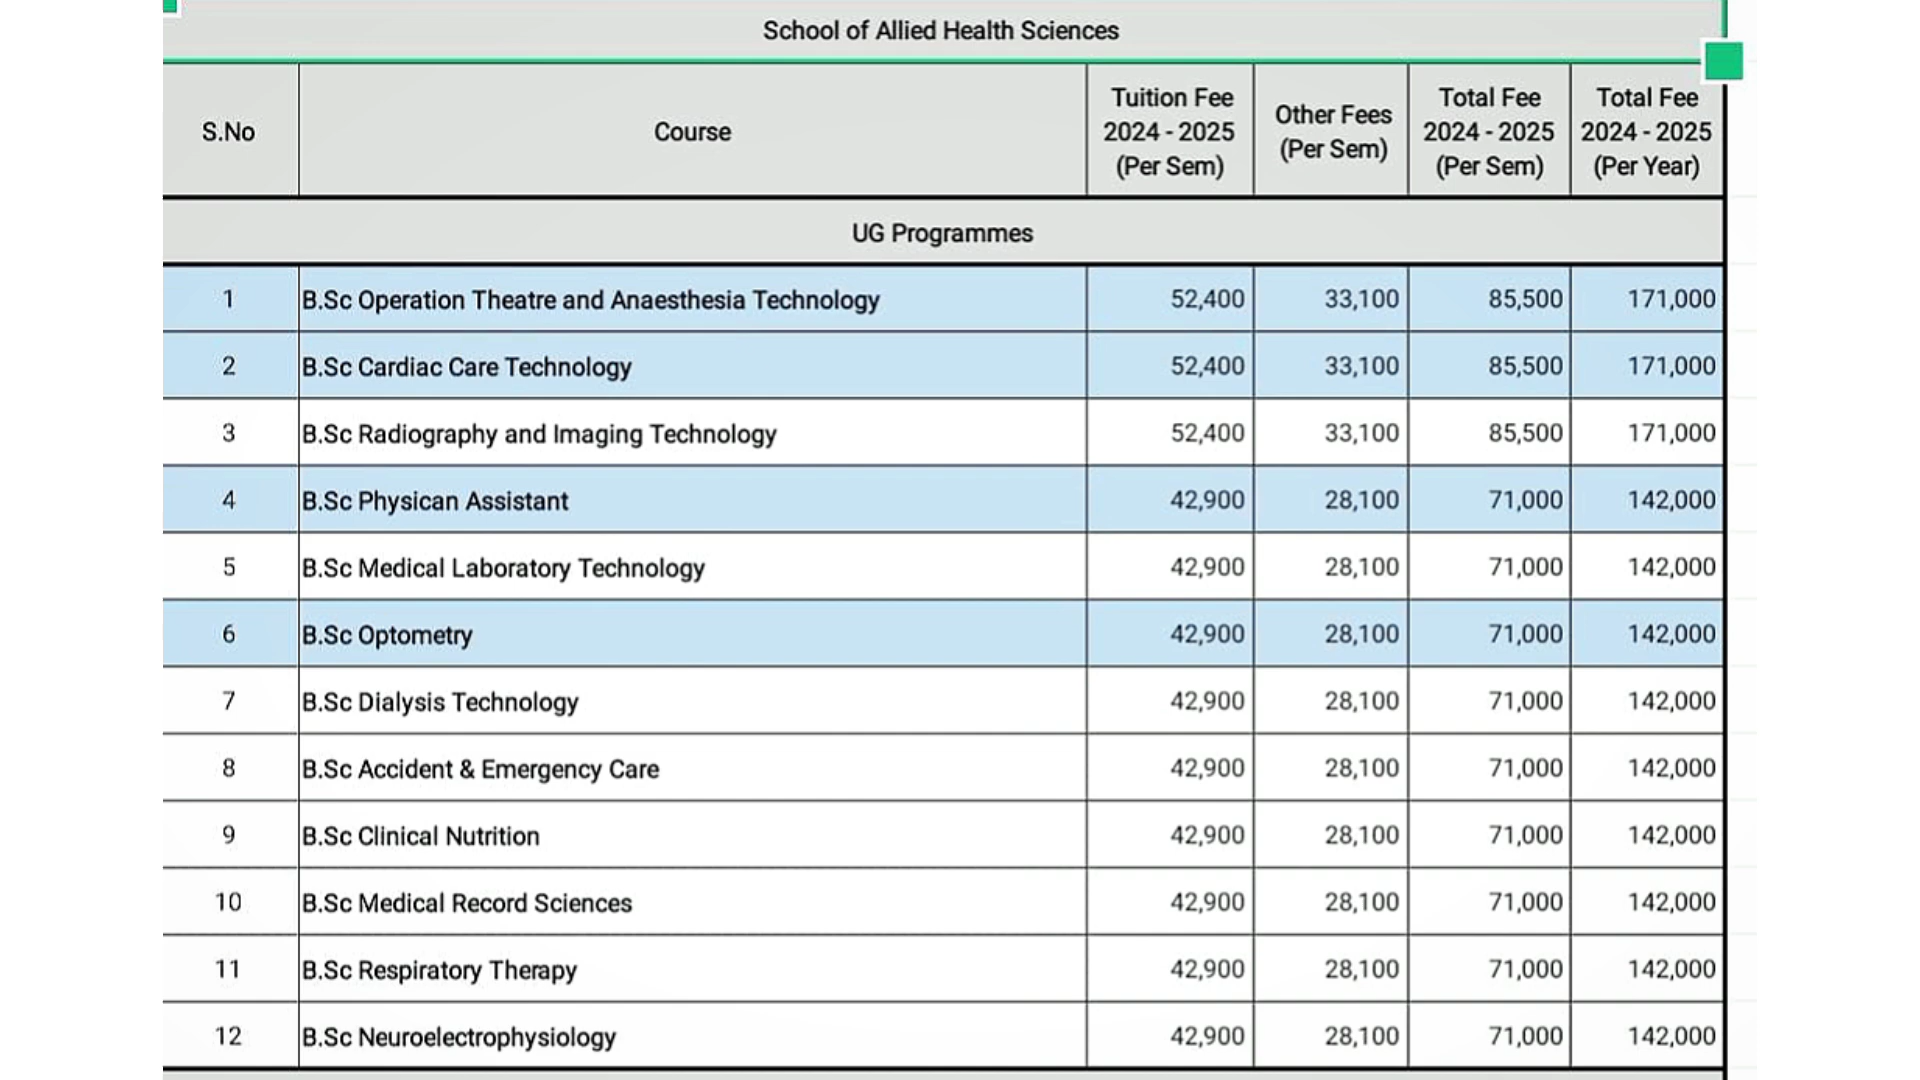 School of Allied Health Sciences
S.No Course Tuition Fee 2024 - 2025 (Per Sem) Other Fees (Per Sem) Total Fee 2024 - 2025 (Per Sem) Total Fee 2024 - 2025 (Per Year)
UG Programmes
1 B.Sc Operation Theatre and Anaesthesia Technology 52,400 33,100 85,500 171,000
2 B.Sc Cardiac Care Technology 52,400 33,100 85,500 171,000
3 B.Sc Radiography and Imaging Technology 52,400 33,100 85,500 171,000
4 B.Sc Physican Assistant 42,900 28,100 71,000 142,000
5 B.Sc Medical Laboratory Technology 42,900 28,100 71,000 142,000
6 B.Sc Optometry 42,900 28,100 71,000 142,000
7 B.Sc Dialysis Technology 42,900 28,100 71,000 142,000
8 B.Sc Accident & Emergency Care 42,900 28,100 71,000 142,000
9 B.Sc Clinical Nutrition 42,900 28,100 71,000 142,000
10 B.Sc Medical Record Sciences 42,900 28,100 71,000 142,000
11 B.Sc Respiratory Therapy 42,900 28,100 71,000 142,000
12 B.Sc Neuroelectrophysiology 42,900 28,100 71,000 142,000